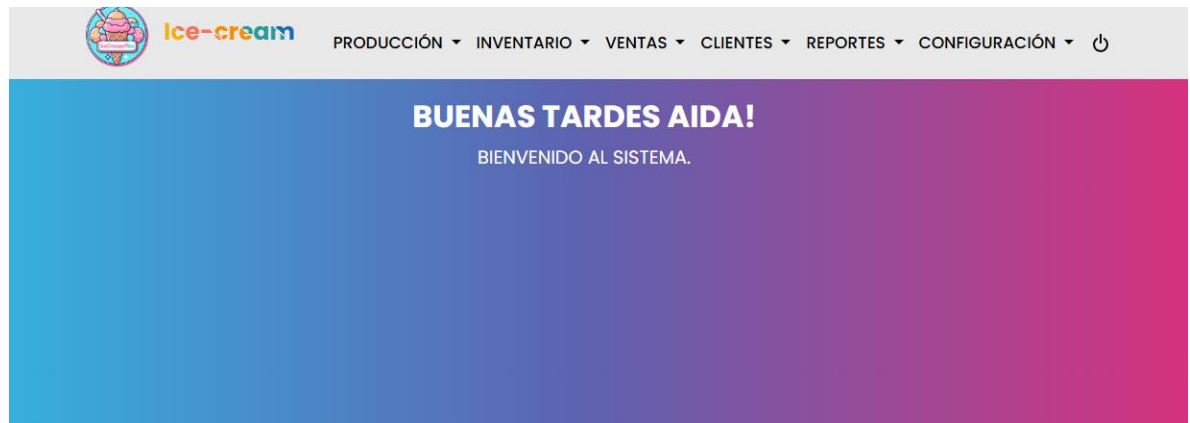 Ice-cream
PRODUCCIÓN INVENTARIO VENTAS CLIENTES REPORTES CONFIGURACIÓN
BUENAS TARDES AIDA!
BIENVENIDO AL SISTEMA.